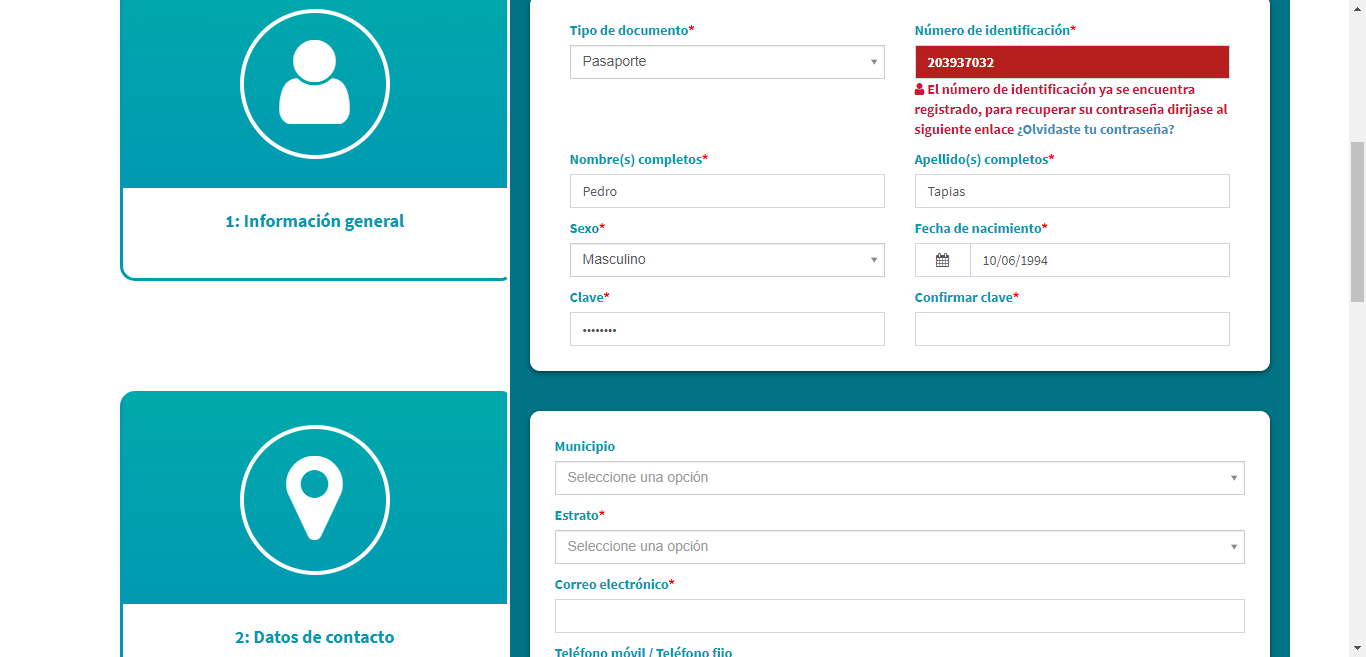 Tipo de documento*
Número de identificación*
Pasaporte
203937032
El número de identificación ya se encuentra
registrado, para recuperar su contraseña dirijase al
siguiente enlace ¿Olvidaste tu contraseña?
Nombre(s) completos*
Apellido(s) completos*
Pedro
Tapias
1: Información general
Sexo*
Fecha de nacimiento*
Masculino
10/06/1994
Clave*
Confirmar clave*
••••••••
Municipio
Seleccione una opción
Estrato*
Seleccione una opción
Correo electrónico*
2: Datos de contacto
Teléfono móvil / Teléfono fijo